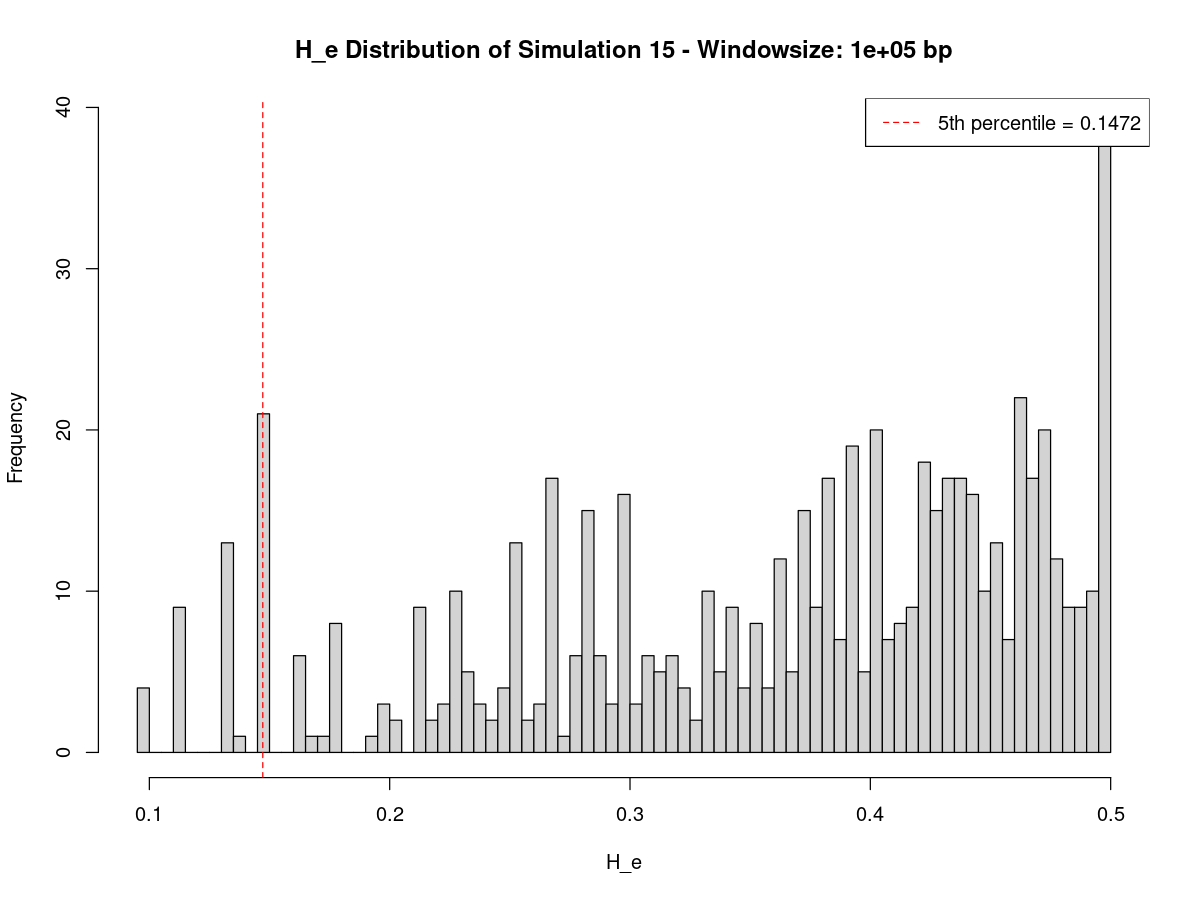 H_e Distribution of Simulation 15 - Windowsize: 1e+05 bp
5th percentile = 0.1472
Frequency
40
30
20
10
0
0.1 0.2 0.3 0.4 0.5
H_e